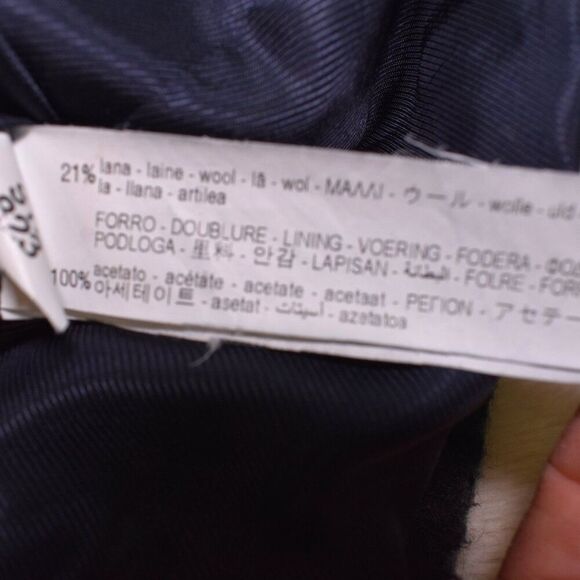 21% lana - laine - wool - lã - wol - ΜΑΛΛΙ - ウール - wolle - uld
la - llana - artilea
FORRO - DOUBLURE - LINING - VOERING - FODERA -
PODLOGA - 里料 - 안감 - LAPISAN - البطانة - FOLRE - FOR
100% acetato - acétate - acetate - acetaat - ΡΕΓΙΟΝ - アセテー
아세테이트 - asetat - أسيتات - azetatoa